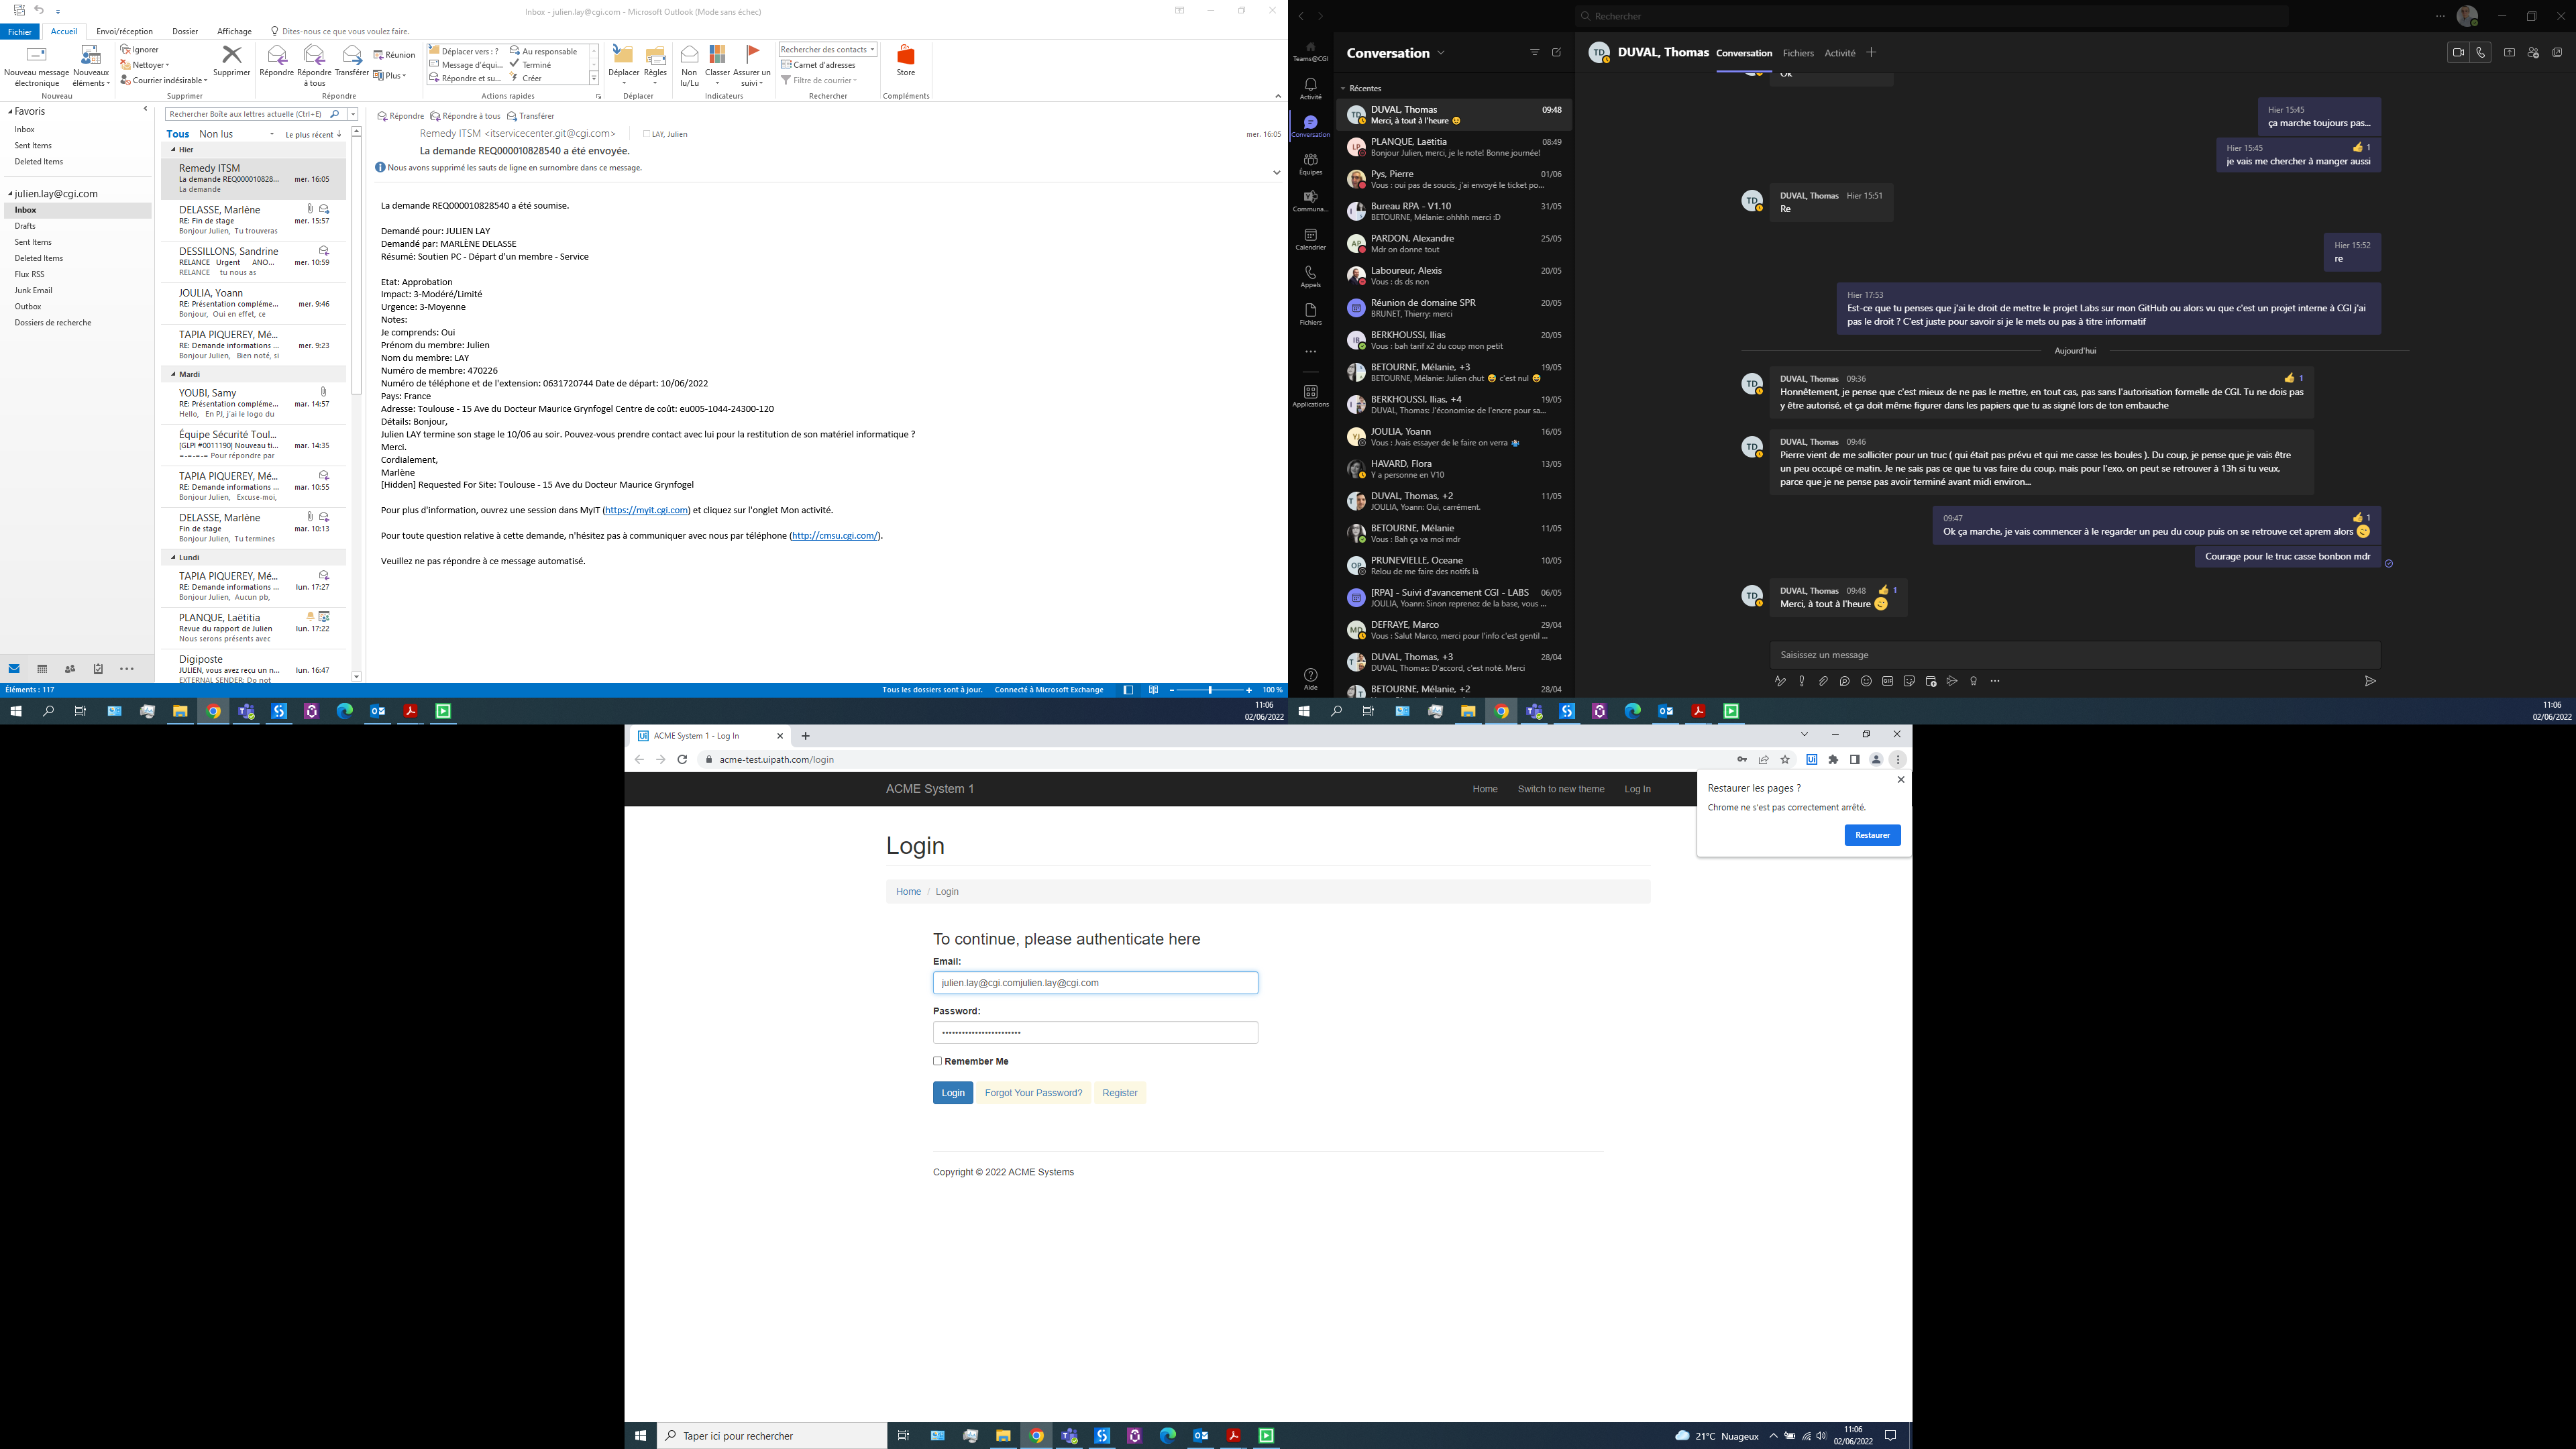 Inbox - julien.lay@cgi.com - Microsoft Outlook (Mode sans échec)
Fichier Accueil Envoi/réception Dossier Affichage Dites-nous ce que vous voulez faire.
Nouveau message électronique
Nouveaux éléments
Nouveau
Ignorer
Nettoyer
Courrier indésirable
Supprimer
Supprimer
Répondre
Répondre à tous
Transférer
Réunion
Plus
Répondre
Déplacer vers : ?
Message d'équi...
Répondre et su...
Au responsable
Terminé
Créer
Actions rapides
Déplacer
Règles
Déplacer
Non lu/Lu
Classer
Assurer un suivi
Indicateurs
Rechercher des contacts
Carnet d'adresses
Filtre de courrier
Rechercher
Store
Compléments
Favoris
Inbox
Sent Items
Deleted Items
julien.lay@cgi.com
Inbox
Drafts
Sent Items
Deleted Items
Flux RSS
Junk Email
Outbox
Dossiers de recherche
Rechercher Boîte aux lettres actuelle (Ctrl+E)
Tous Non lus Le plus récent
Hier
Remedy ITSM
La demande REQ000010828... mer. 16:05
La demande
DELASSE, Marlène
RE: Fin de stage mer. 15:57
Bonjour Julien, Tu trouveras
DESSILLONS, Sandrine
RELANCE Urgent ANO... mer. 10:59
RELANCE tu nous as
JOULIA, Yoann
RE: Présentation compléme... mer. 9:46
Bonjour, Oui en effet, ce
TAPIA PIQUEREY, Mé...
RE: Demande informations ... mer. 9:23
Bonjour Julien, Bien noté, si
Mardi
YOUBI, Samy
RE: Présentation compléme... mar. 14:57
Hello, En PJ, j'ai le logo du
Équipe Sécurité Toul...
[GLPI #0011190] Nouveau ti... mar. 14:35
=-=-=-= Pour répondre par
TAPIA PIQUEREY, Mé...
RE: Demande informations ... mar. 10:55
Bonjour Julien, Excuse-moi,
DELASSE, Marlène
Fin de stage mar. 10:13
Bonjour Julien, Tu termines
Lundi
TAPIA PIQUEREY, Mé...
RE: Demande informations ... lun. 17:27
Bonjour Julien, Aucun pb,
PLANQUE, Laëtitia
Revue du rapport de Julien lun. 17:22
Nous serons présents avec
Digiposte
JULIEN, vous avez reçu un n... lun. 16:47
EXTERNAL SENDER: Do not
Répondre Répondre à tous Transférer
Remedy ITSM <itservicecenter.git@cgi.com> LAY, Julien mer. 16:05
La demande REQ000010828540 a été envoyée.
Nous avons supprimé les sauts de ligne en surnombre dans ce message.
La demande REQ000010828540 a été soumise.
Demandé pour: JULIEN LAY
Demandé par: MARLÈNE DELASSE
Résumé: Soutien PC - Départ d'un membre - Service
Etat: Approbation
Impact: 3-Modéré/Limité
Urgence: 3-Moyenne
Notes:
Je comprends: Oui
Prénom du membre: Julien
Nom du membre: LAY
Numéro de membre: 470226
Numéro de téléphone et de l'extension: 0631720744 Date de départ: 10/06/2022
Pays: France
Adresse: Toulouse - 15 Ave du Docteur Maurice Grynfogel Centre de coût: eu005-1044-24300-120
Détails: Bonjour,
Julien LAY termine son stage le 10/06 au soir. Pouvez-vous prendre contact avec lui pour la restitution de son matériel informatique ?
Merci.
Cordialement,
Marlène
[Hidden] Requested For Site: Toulouse - 15 Ave du Docteur Maurice Grynfogel
Pour plus d'information, ouvrez une session dans MyIT (https://myit.cgi.com) et cliquez sur l'onglet Mon activité.
Pour toute question relative à cette demande, n'hésitez pas à communiquer avec nous par téléphone (http://cmsu.cgi.com/).
Veuillez ne pas répondre à ce message automatisé.
Éléments : 117
Tous les dossiers sont à jour. Connecté à Microsoft Exchange 100 %
11:06
02/06/2022
Rechercher
Teams@CGI
Activité
Conversation
Équipes
Communa...
Calendrier
Appels
Fichiers
Applications
Aide
Conversation
Récentes
DUVAL, Thomas 09:48
Merci, à tout à l'heure
PLANQUE, Laëtitia 08:49
Bonjour Julien, merci, je le note! Bonne journée!
Pys, Pierre 01/06
Vous : oui pas de soucis, j'ai envoyé le ticket po...
Bureau RPA - V1.10 31/05
BETOURNE, Mélanie: ohhhh merci :D
PARDON, Alexandre 25/05
Mdr on donne tout
Laboureur, Alexis 20/05
Vous : ds ds non
Réunion de domaine SPR 20/05
BRUNET, Thierry: merci
BERKHOUSSI, Ilias 20/05
Vous : bah tarif x2 du coup mon petit
BETOURNE, Mélanie, +3 19/05
BETOURNE, Mélanie: Julien chut c'est nul
BERKHOUSSI, Ilias, +4 19/05
DUVAL, Thomas: J'économise de l'encre pour sa...
JOULIA, Yoann 16/05
Vous : Jvais essayer de le faire on verra
HAVARD, Flora 13/05
Y a personne en V10
DUVAL, Thomas, +2 11/05
JOULIA, Yoann: Oui, carrément.
BETOURNE, Mélanie 11/05
Vous : Bah ça va moi mdr
PRUNEVIELLE, Oceane 10/05
Relou de me faire des notifs là
[RPA] - Suivi d'avancement CGI - LABS 06/05
JOULIA, Yoann: Sinon reprenez de la base, vous ...
DEFRAYE, Marco 29/04
Vous : Salut Marco, merci pour l'info c'est gentil ...
DUVAL, Thomas, +3 28/04
DUVAL, Thomas: D'accord, c'est noté. Merci
BETOURNE, Mélanie, +2 28/04
TD DUVAL, Thomas Conversation Fichiers Activité
Ok
Hier 15:45
ça marche toujours pas...
Hier 15:45 1
je vais me chercher à manger aussi
DUVAL, Thomas Hier 15:51
Re
Hier 15:52
re
Hier 17:53
Est-ce que tu penses que j'ai le droit de mettre le projet Labs sur mon GitHub ou alors vu que c'est un projet interne à CGI j'ai
pas le droit ? C'est juste pour savoir si je le mets ou pas à titre informatif
Aujourd'hui
DUVAL, Thomas 09:36 1
Honnêtement, je pense que c'est mieux de ne pas le mettre, en tout cas, pas sans l'autorisation formelle de CGI. Tu ne dois pas
y être autorisé, et ça doit même figurer dans les papiers que tu as signé lors de ton embauche
DUVAL, Thomas 09:46
Pierre vient de me solliciter pour un truc ( qui était pas prévu et qui me casse les boules ). Du coup, je pense que je vais être
un peu occupé ce matin. Je ne sais pas ce que tu vas faire du coup, mais pour l'exo, on peut se retrouver à 13h si tu veux,
parce que je ne pense pas avoir terminé avant midi environ...
09:47 1
Ok ça marche, je vais commencer à le regarder un peu du coup puis on se retrouve cet aprem alors
Courage pour le truc casse bonbon mdr
DUVAL, Thomas 09:48 1
Merci, à tout à l'heure
Saisissez un message
11:06
02/06/2022
ACME System 1 - Log In
acme-test.uipath.com/login
ACME System 1 Home Switch to new theme Log In
Restaurer les pages ?
Chrome ne s'est pas correctement arrêté.
Restaurer
Login
Home / Login
To continue, please authenticate here
Email:
julien.lay@cgi.comjulien.lay@cgi.com
Password:
Remember Me
Login Forgot Your Password? Register
Copyright © 2022 ACME Systems
Taper ici pour rechercher
21°C Nuageux
11:06
02/06/2022